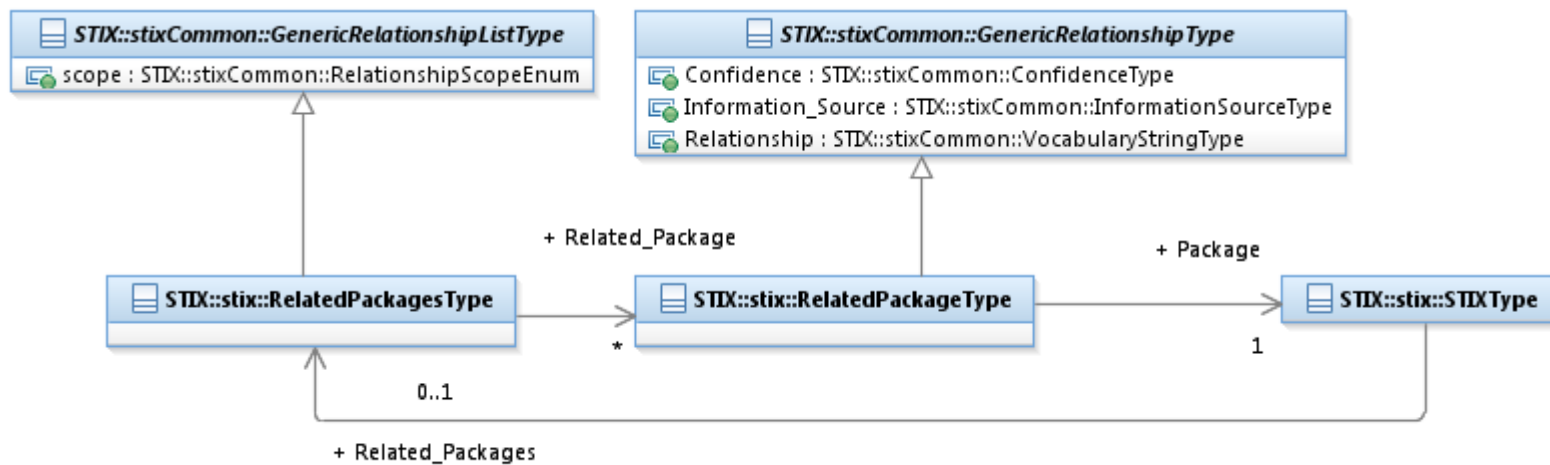 STIX::stixCommon::GenericRelationshipListType
scope : STIX::stixCommon::RelationshipScopeEnum
STIX::stixCommon::GenericRelationshipType
Confidence : STIX::stixCommon::ConfidenceType
Information_Source : STIX::stixCommon::InformationSourceType
Relationship : STIX::stixCommon::VocabularyStringType
+ Related_Package
+ Package
STIX::stix::RelatedPackagesType
STIX::stix::RelatedPackageType
STIX::stix::STIXType
*
1
0..1
+ Related_Packages